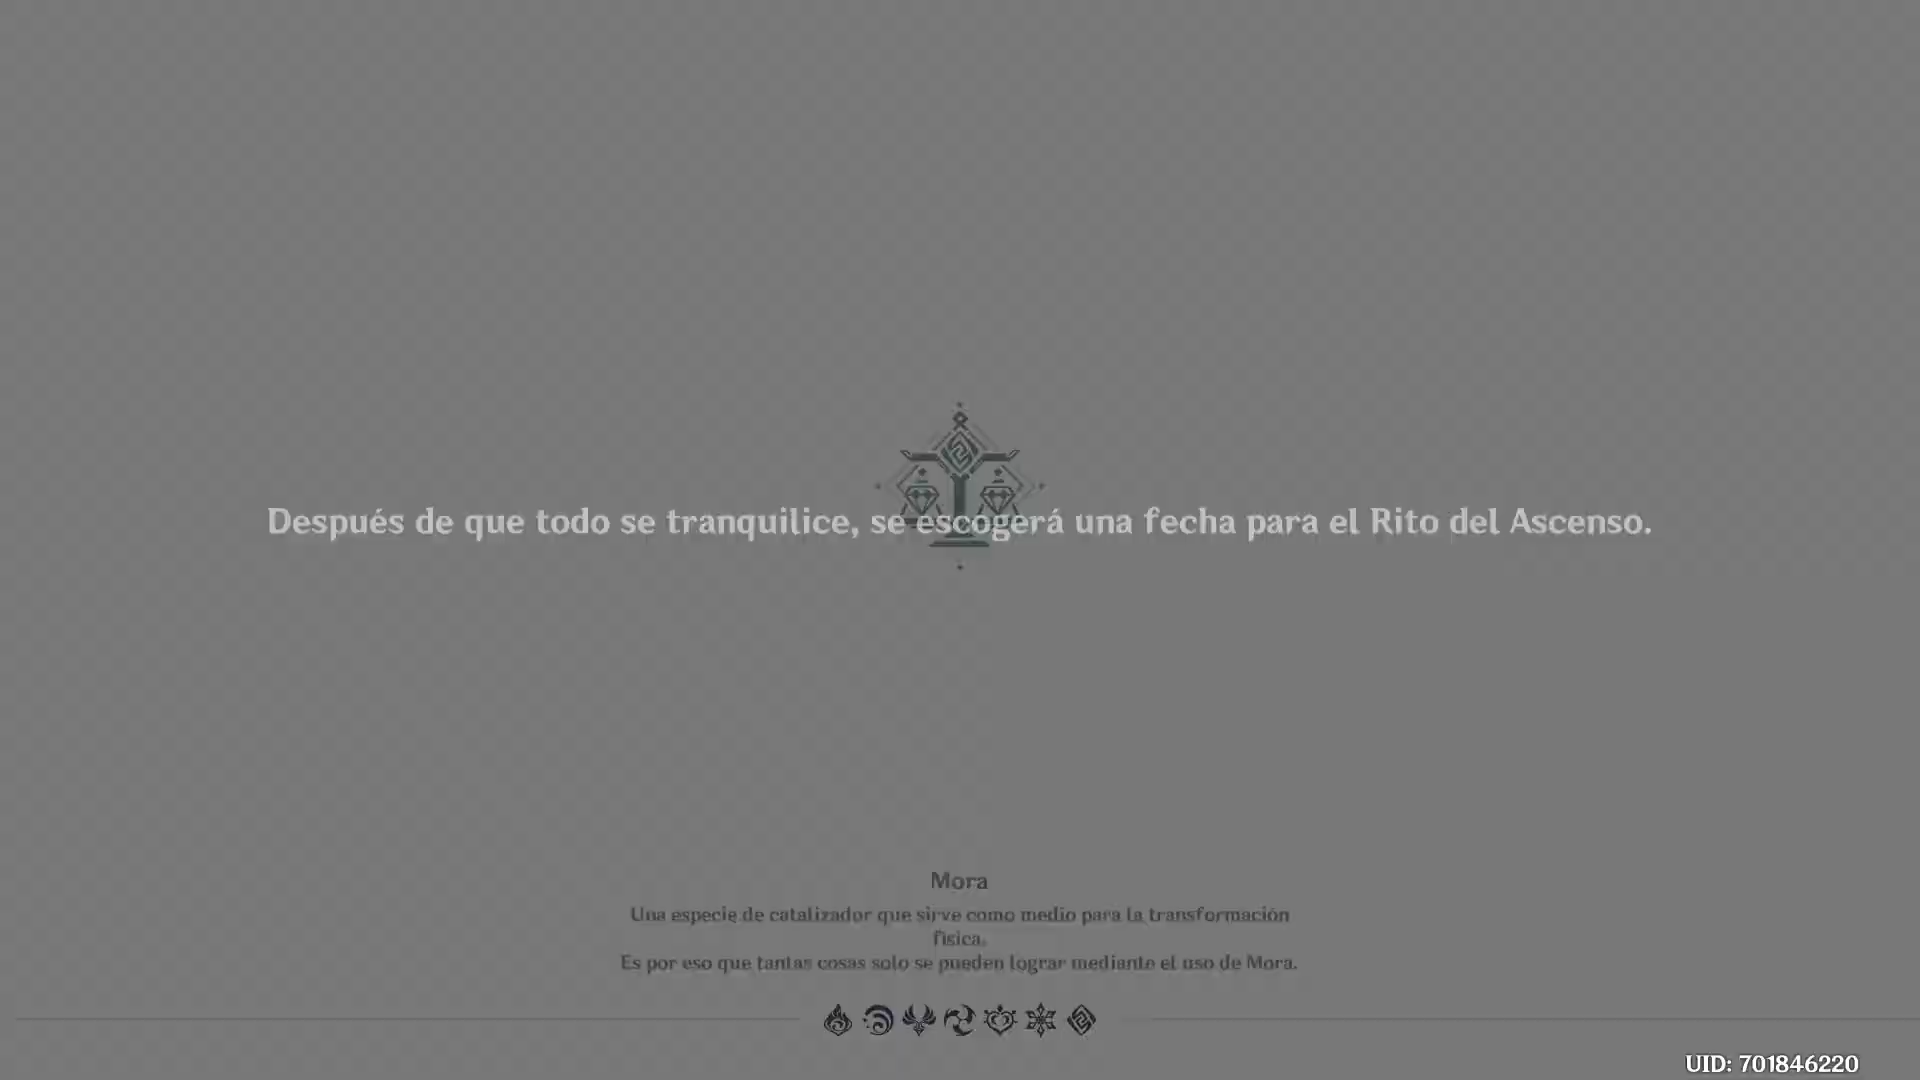 Después de que todo se tranquilice, se escogerá una fecha para el Rito del Ascenso.
Mora
Una especie de catalizador que sirve como medio para la transformación
física.
Es por eso que tantas cosas solo se pueden lograr mediante el uso de Mora.
UID: 701846220